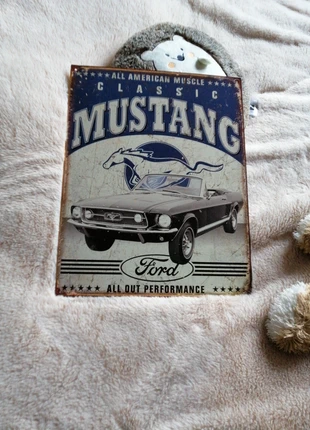 ★★★★ ALL AMERICAN MUSCLE ★★★★
CLASSIC
MUSTANG
Ford
★★★★★ ALL OUT PERFORMANCE ★★★★★